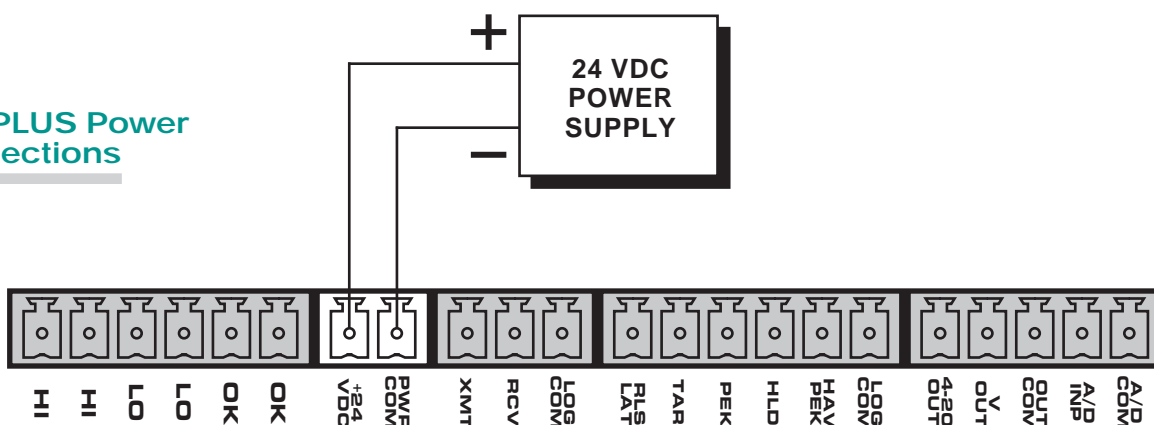 PLUS Power
ections
+
24 VDC
POWER
SUPPLY
−
HI
HI
LO
LO
OK
OK
+24
VDC
PWR
COM
XMT
RCV
LOG
COM
RLS
LAT
TAR
PEK
HLD
HAV
PEK
LOG
COM
4-20
OUT
V
OUT
OUT
COM
A/D
INP
A/D
COM